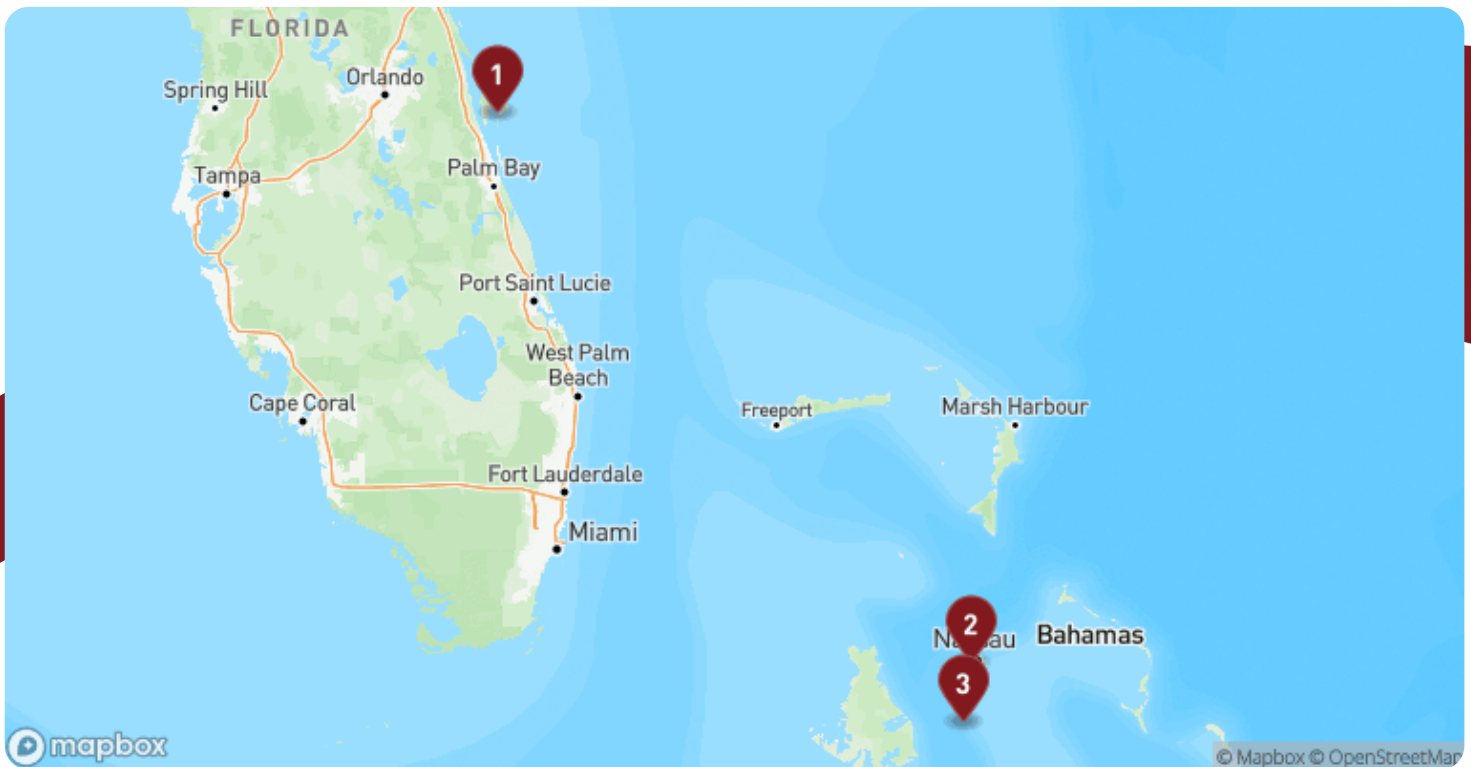 FLORIDA
1
Orlando
Spring Hill
Palm Bay
Tampa
Port Saint Lucie
West Palm
Beach
Cape Coral
Freeport
Marsh Harbour
Fort Lauderdale
Miami
2
Nassau
Bahamas
3
mapbox
© Mapbox © OpenStreetMap